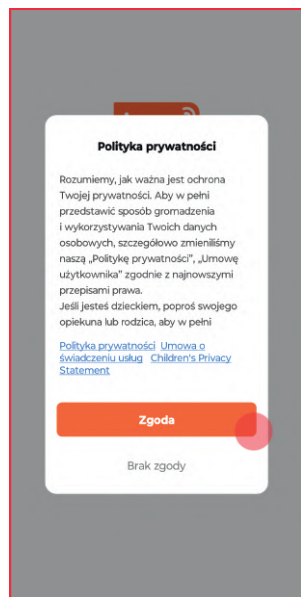 Polityka prywatności
Rozumiemy, jak ważna jest ochrona
Twojej prywatności. Aby w pełni
przedstawić sposób gromadzenia
i wykorzystywania Twoich danych
osobowych, szczegółowo zmieniliśmy
naszą „Politykę prywatności”, „Umowę
użytkownika” zgodnie z najnowszymi
przepisami prawa.
Jeśli jesteś dzieckiem, poproś swojego
opiekuna lub rodzica, aby w pełni
Polityka prywatności Umowa o
świadczeniu usług Children's Privacy
Statement
Zgoda
Brak zgody